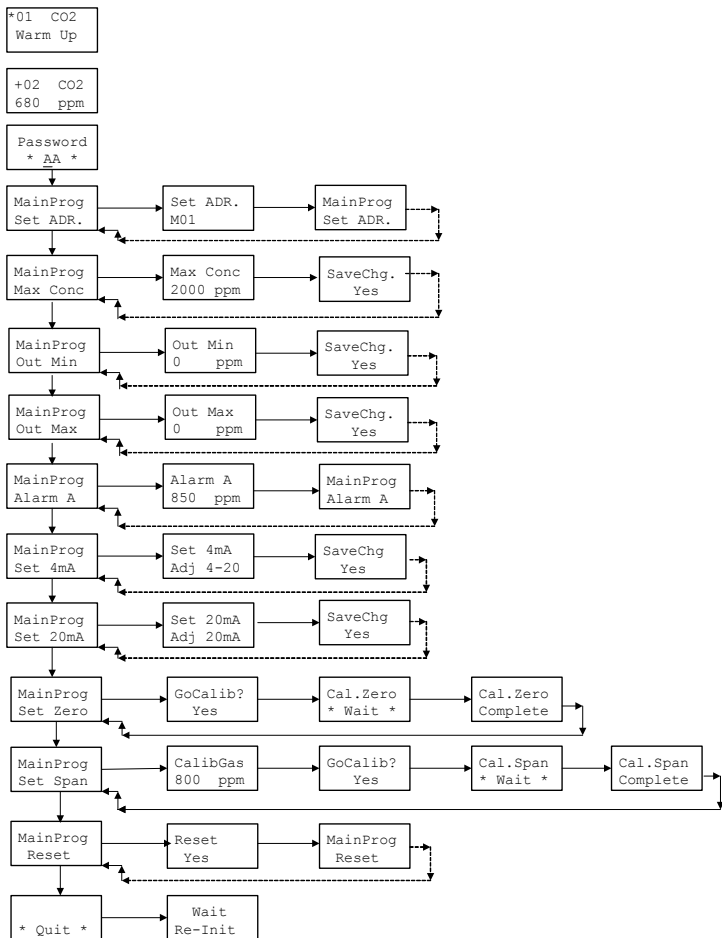 *01 CO2
Warm Up
+02 CO2
680 ppm
Password
* AA *
MainProg
Set ADR.
Set ADR.
M01
MainProg
Set ADR.
MainProg
Max Conc
Max Conc
2000 ppm
SaveChg.
Yes
MainProg
Out Min
Out Min
0 ppm
SaveChg.
Yes
MainProg
Out Max
Out Max
0 ppm
SaveChg.
Yes
MainProg
Alarm A
Alarm A
850 ppm
MainProg
Alarm A
MainProg
Set 4mA
Set 4mA
Adj 4-20
SaveChg
Yes
MainProg
Set 20mA
Set 20mA
Adj 20mA
SaveChg
Yes
MainProg
Set Zero
GoCalib?
Yes
Cal.Zero
* Wait *
Cal.Zero
Complete
MainProg
Set Span
CalibGas
800 ppm
GoCalib?
Yes
Cal.Span
* Wait *
Cal.Span
Complete
MainProg
Reset
Reset
Yes
MainProg
Reset
* Quit *
Wait
Re-Init